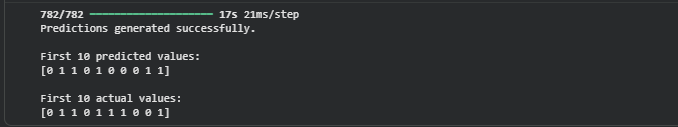 782/782 ━━━━━━━━━━━━━━━━━━━━ 17s 21ms/step
Predictions generated successfully.
First 10 predicted values:
[0 1 1 0 1 0 0 0 1 1]
First 10 actual values:
[0 1 1 0 1 1 1 0 0 1]